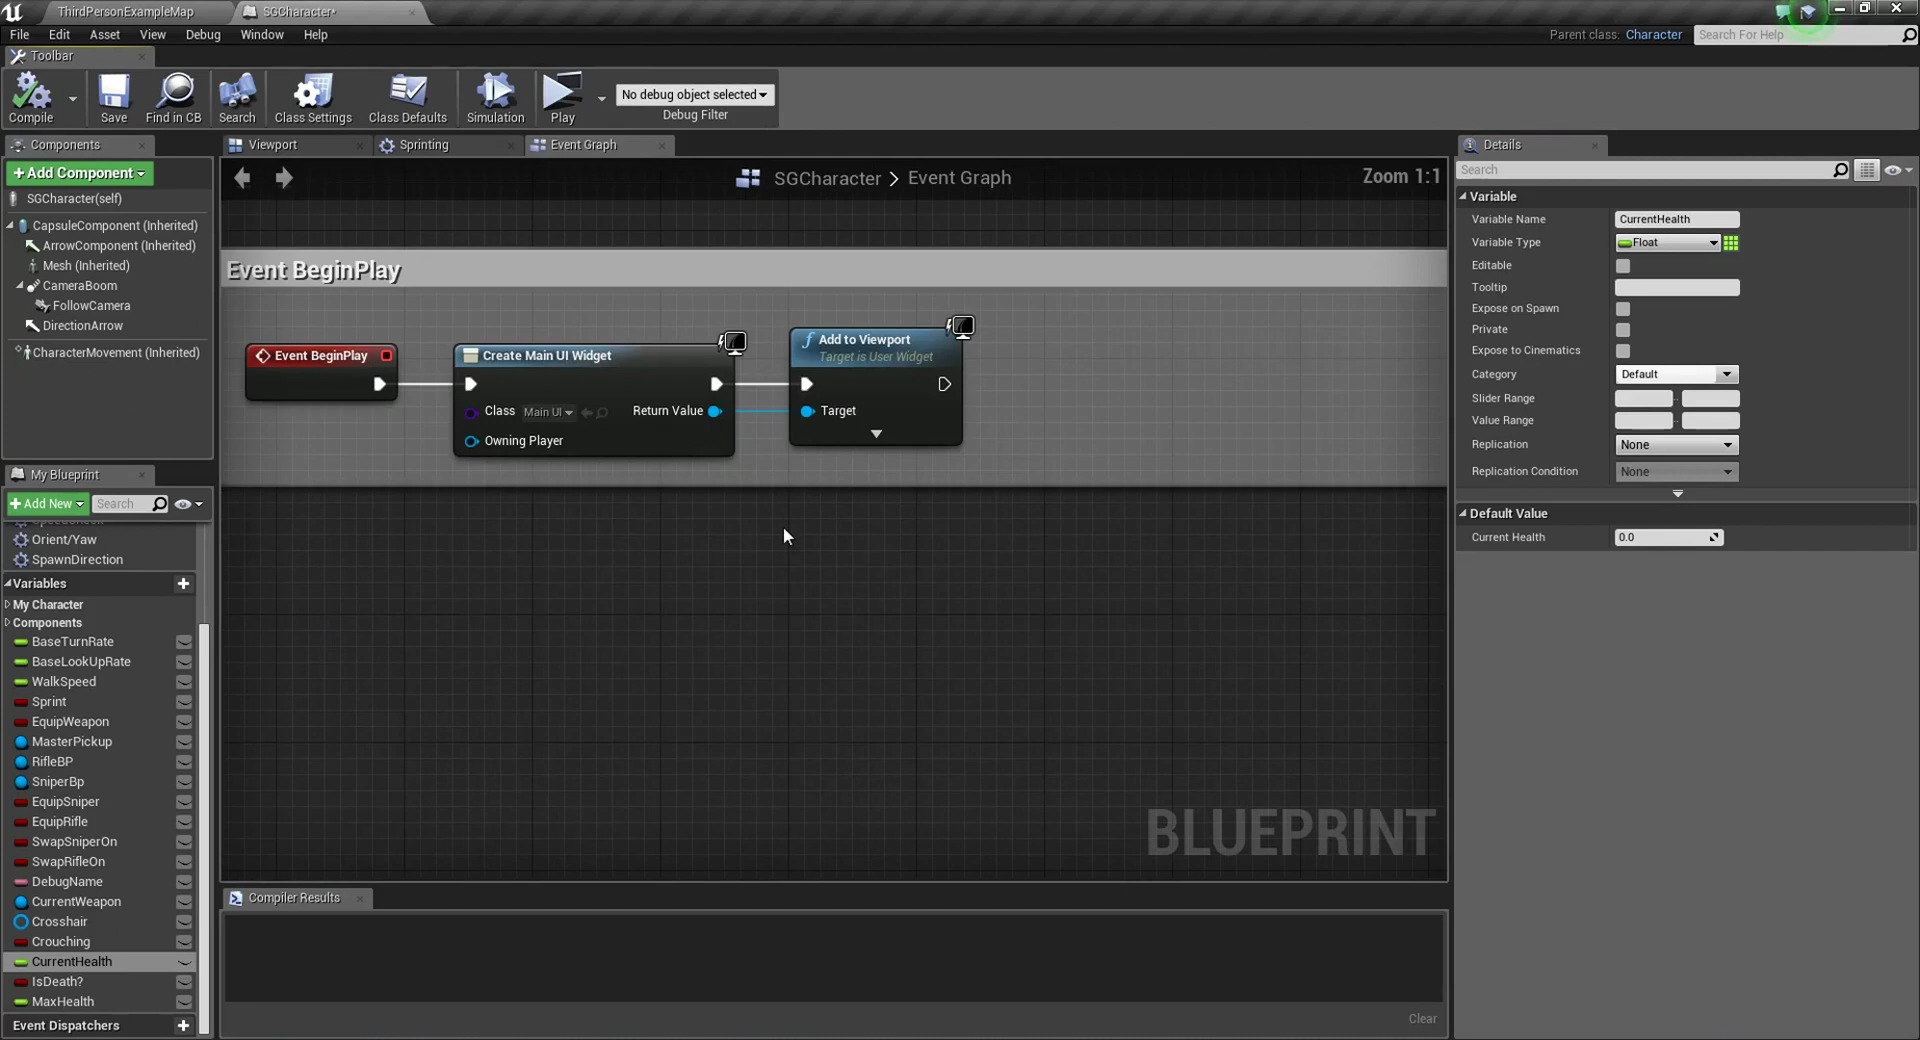 ThirdPersonExampleMap
SGCharacter*
File Edit Asset View Debug Window Help
Parent class: Character
Search For Help
Toolbar
Compile
Save
Find in CB
Search
Class Settings
Class Defaults
Simulation
Play
No debug object selected
Debug Filter
Components
+Add Component
SGCharacter(self)
CapsuleComponent (Inherited)
ArrowComponent (Inherited)
Mesh (Inherited)
CameraBoom
FollowCamera
DirectionArrow
CharacterMovement (Inherited)
My Blueprint
+Add New
Search
Orient/Yaw
SpawnDirection
Variables
My Character
Components
BaseTurnRate
BaseLookUpRate
WalkSpeed
Sprint
EquipWeapon
MasterPickup
RifleBP
SniperBp
EquipSniper
EquipRifle
SwapSniperOn
SwapRifleOn
DebugName
CurrentWeapon
Crosshair
Crouching
CurrentHealth
IsDeath?
MaxHealth
Event Dispatchers
Viewport
Sprinting
Event Graph
SGCharacter > Event Graph
Zoom 1:1
Event BeginPlay
Event BeginPlay
Create Main UI Widget
Class Main UI
Return Value
Owning Player
Add to Viewport
Target is User Widget
Target
BLUEPRINT
Compiler Results
Clear
Details
Search
Variable
Variable Name CurrentHealth
Variable Type Float
Editable
Tooltip
Expose on Spawn
Private
Expose to Cinematics
Category Default
Slider Range
Value Range
Replication None
Replication Condition None
Default Value
Current Health 0.0